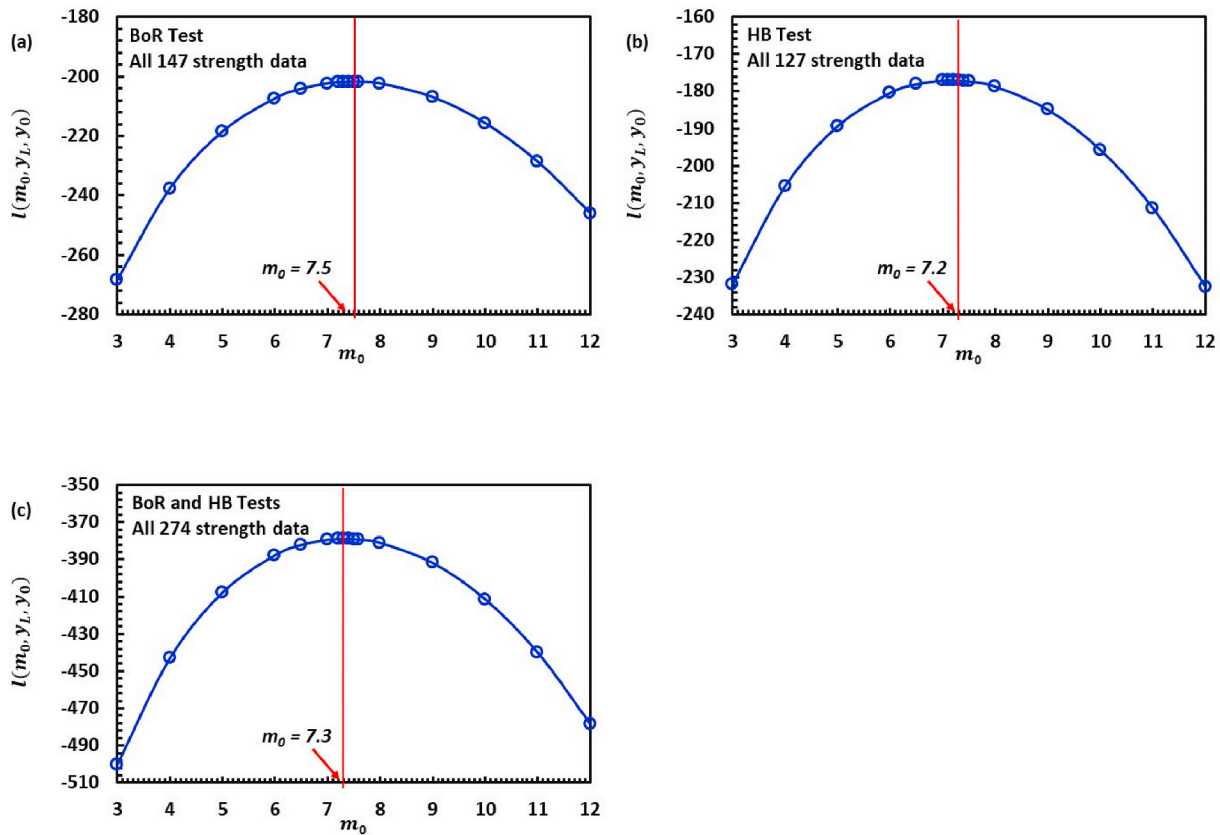 (a)
BoR Test
All 147 strength data
l(m₀, y_L, y₀)
-180
-200
-220
-240
-260
-280
m₀ = 7.5
3 4 5 6 7 8 9 10 11 12
m₀
(b)
HB Test
All 127 strength data
l(m₀, y_L, y₀)
-160
-170
-180
-190
-200
-210
-220
-230
-240
m₀ = 7.2
3 4 5 6 7 8 9 10 11 12
m₀
(c)
BoR and HB Tests
All 274 strength data
l(m₀, y_L, y₀)
-350
-370
-390
-410
-430
-450
-470
-490
-510
m₀ = 7.3
3 4 5 6 7 8 9 10 11 12
m₀